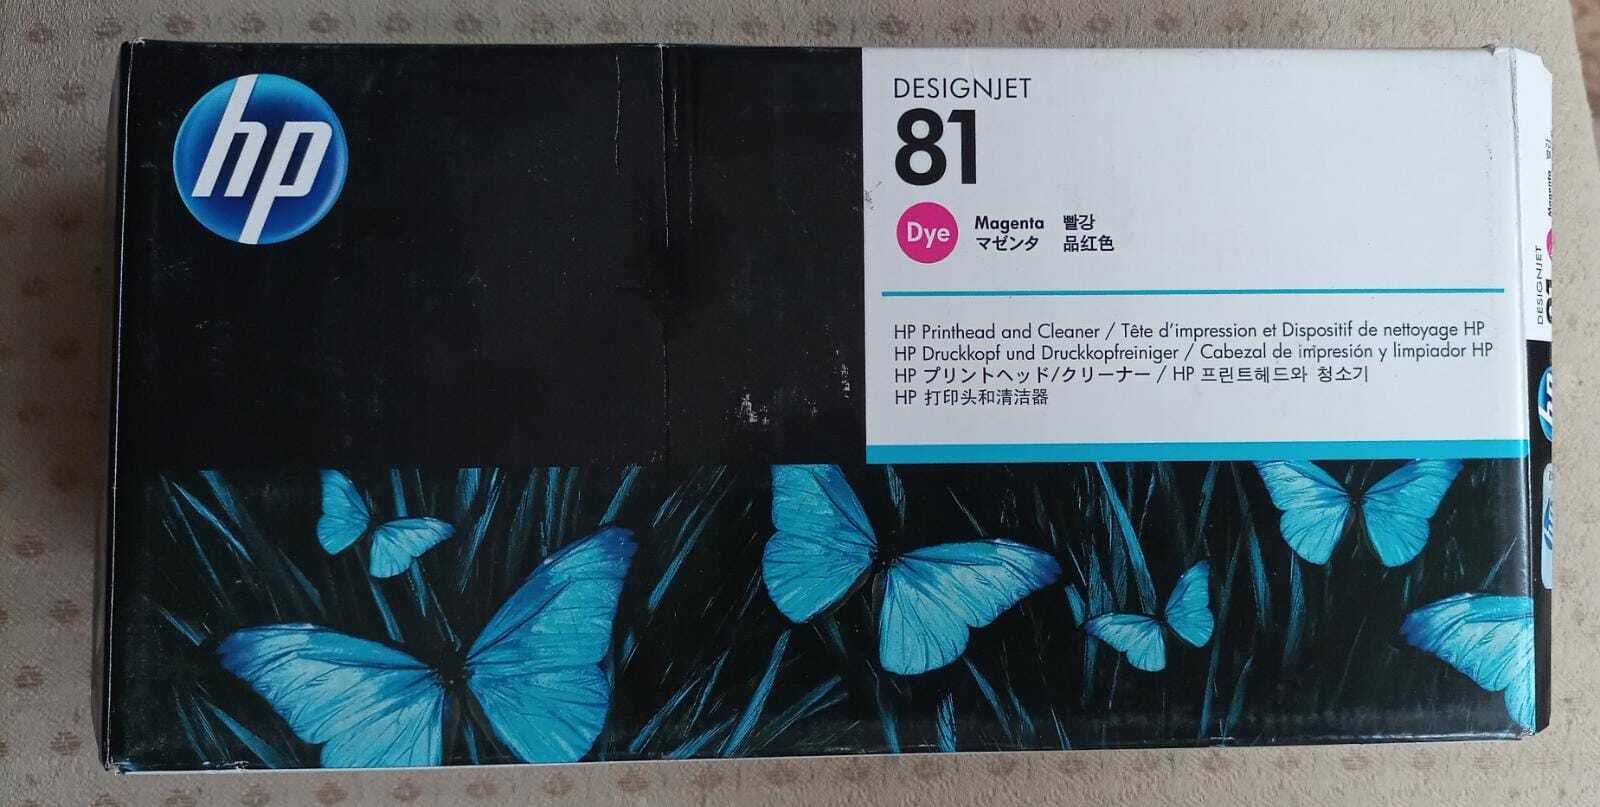 hp
DESIGNJET
81
Dye
Magenta 빨강
マゼンタ 品红色
HP Printhead and Cleaner / Tête d'impression et Dispositif de nettoyage HP
HP Druckkopf und Druckkopfreiniger / Cabezal de impresión y limpiador HP
HP プリントヘッド/クリーナー / HP 프린트헤드와 청소기
HP 打印头和清洁器
DESIGNJET
81
Magenta
hp